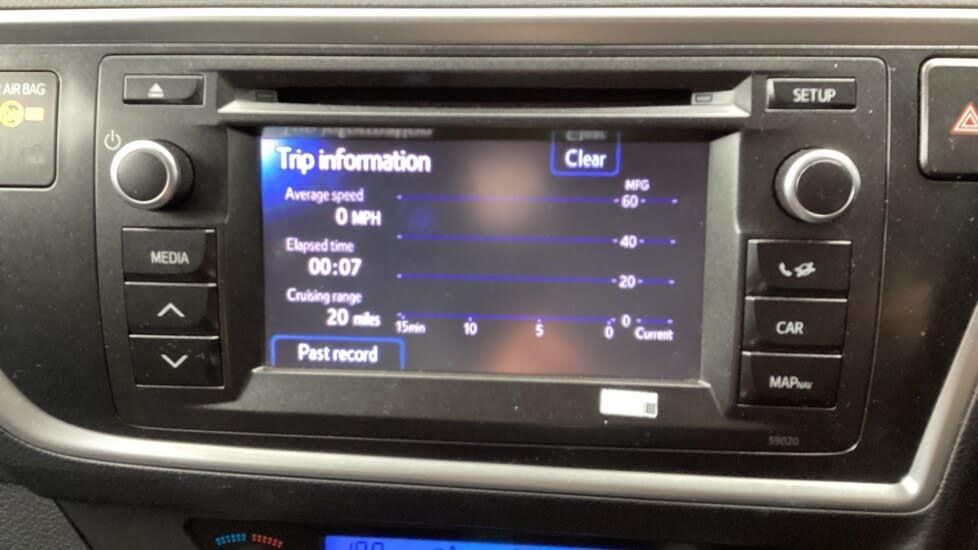 AIR BAG
SETUP
Trip information
Clear
Average speed
0 MPH
Elapsed time
00:07
Cruising range
20 miles
Past record
MPG
60
40
20
0
15min 10 5 0 Current
MEDIA
CAR
MAPNAV
59020